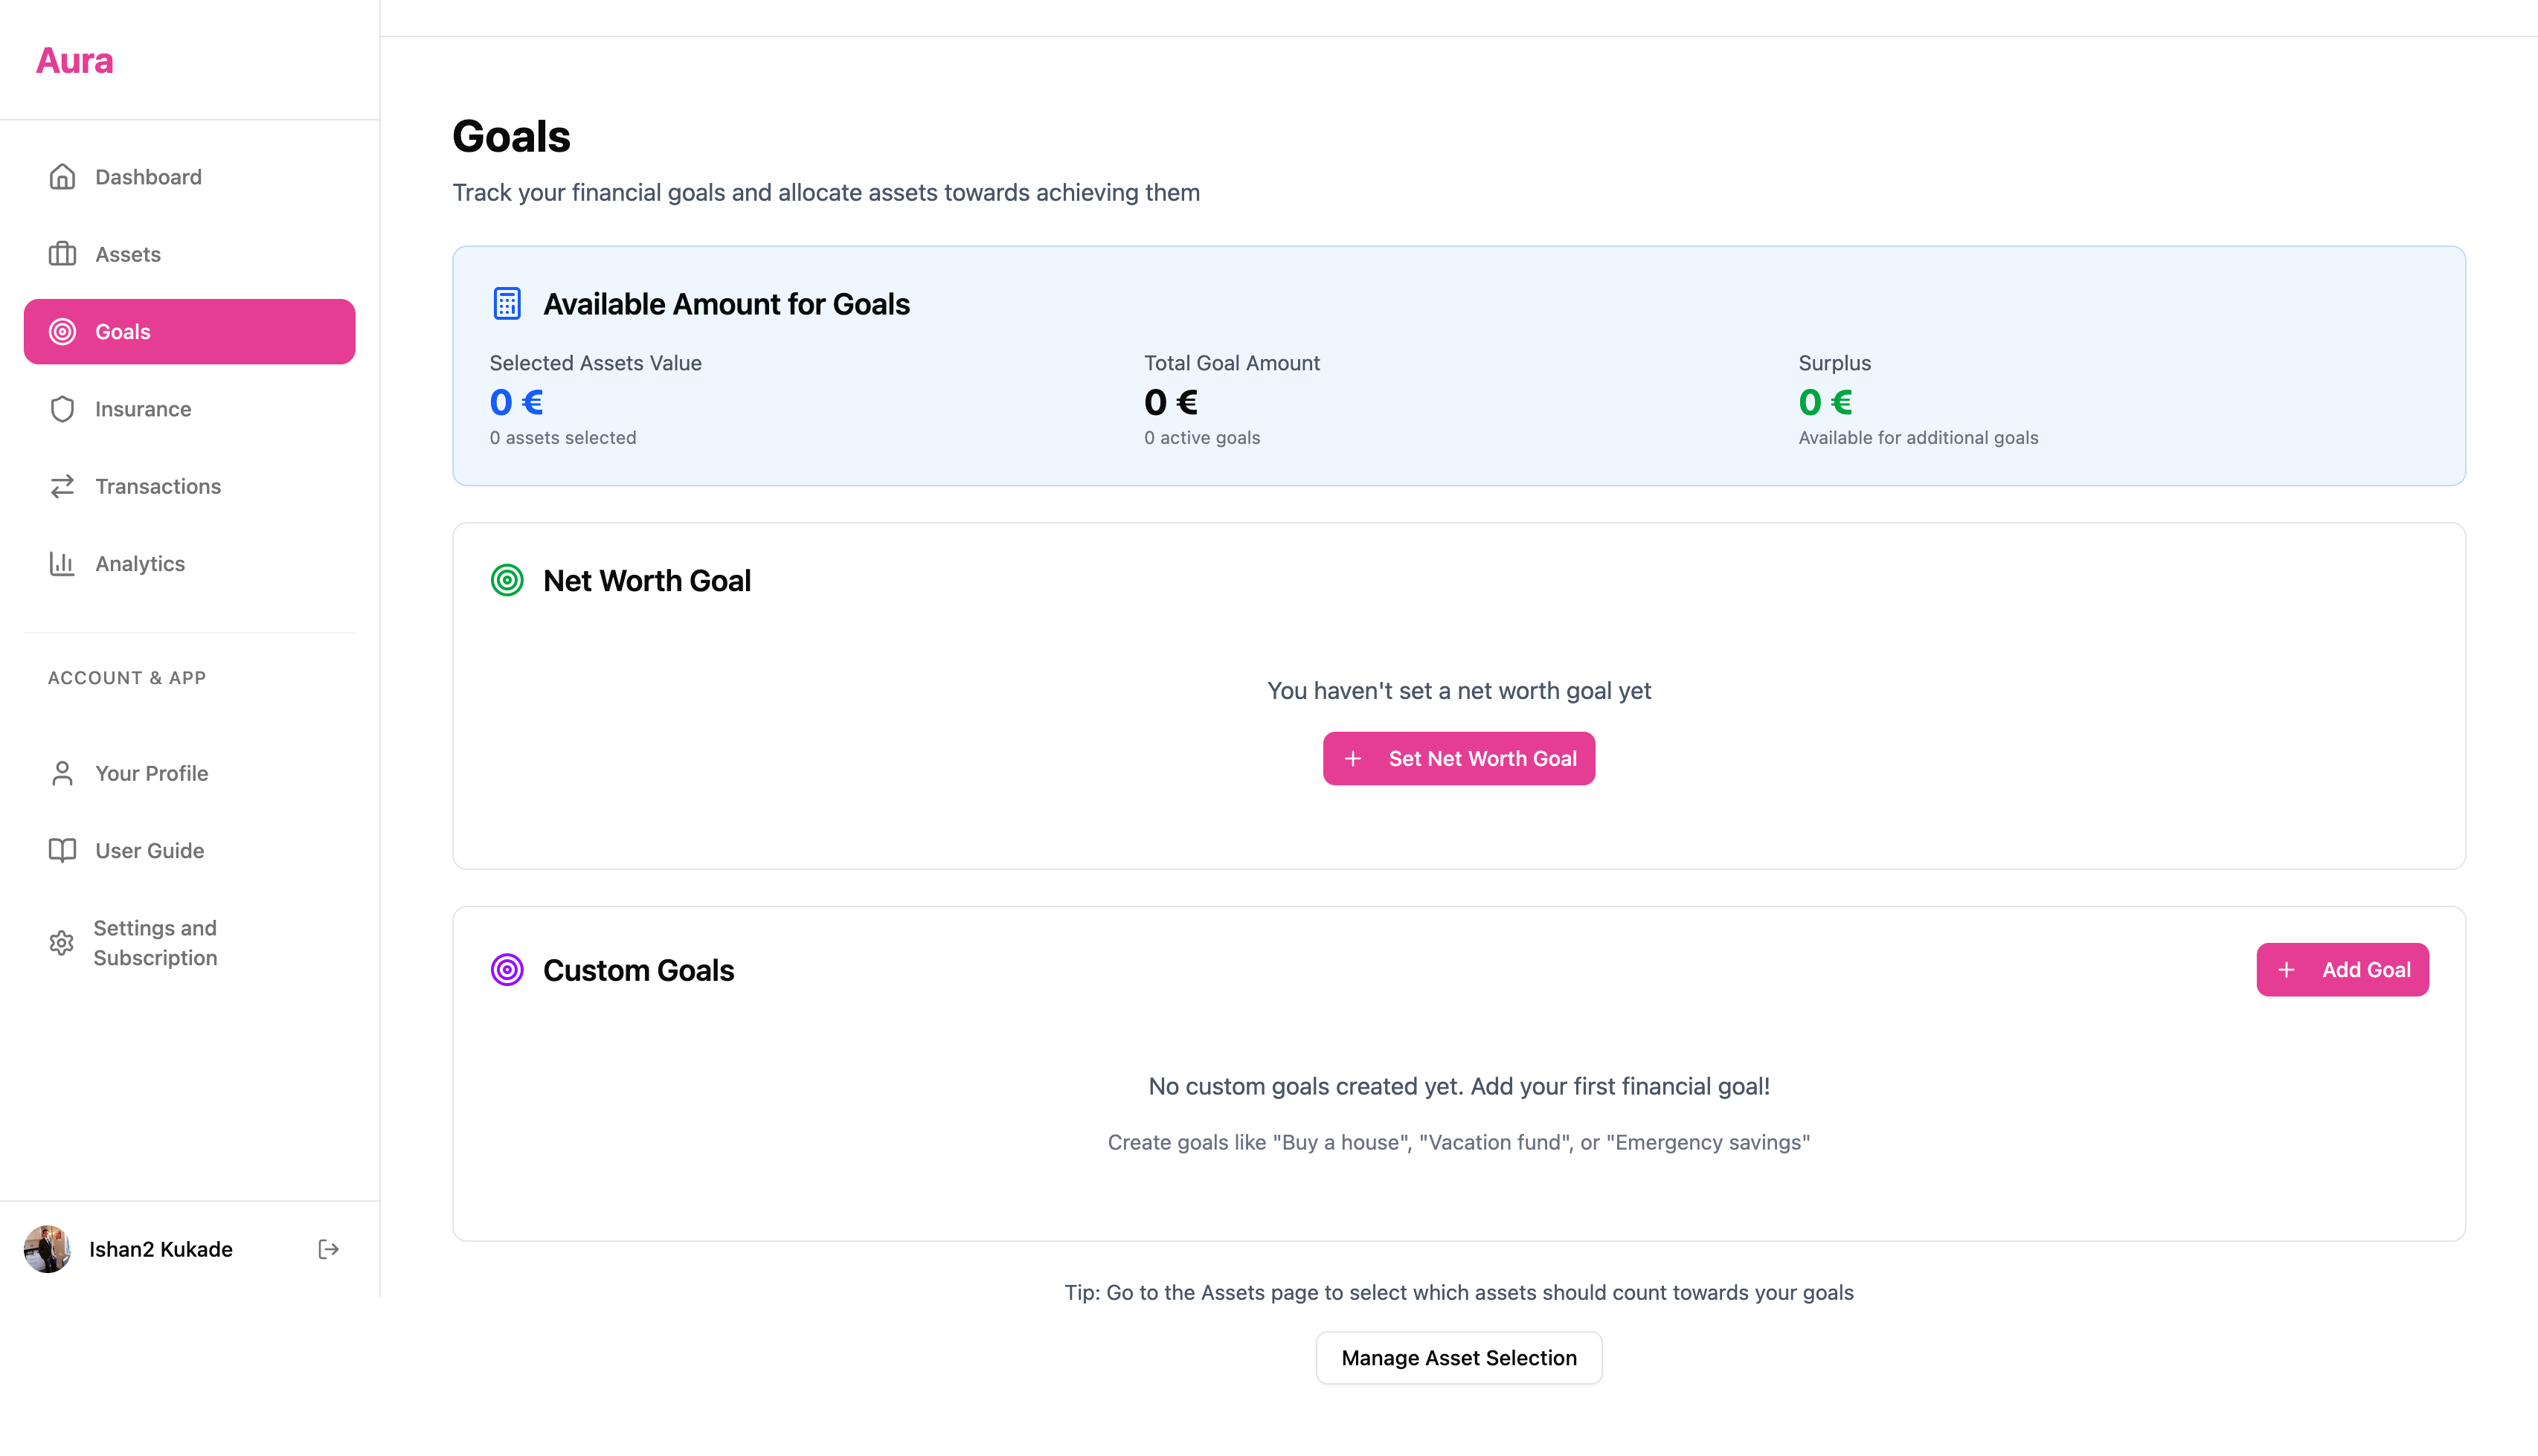 Aura
Dashboard
Assets
Goals
Insurance
Transactions
Analytics
ACCOUNT & APP
Your Profile
User Guide
Settings and
Subscription
Ishan2 Kukade
Goals
Track your financial goals and allocate assets towards achieving them
Available Amount for Goals
Selected Assets Value
0 €
0 assets selected
Total Goal Amount
0 €
0 active goals
Surplus
0 €
Available for additional goals
Net Worth Goal
You haven't set a net worth goal yet
Set Net Worth Goal
Custom Goals
Add Goal
No custom goals created yet. Add your first financial goal!
Create goals like "Buy a house", "Vacation fund", or "Emergency savings"
Tip: Go to the Assets page to select which assets should count towards your goals
Manage Asset Selection